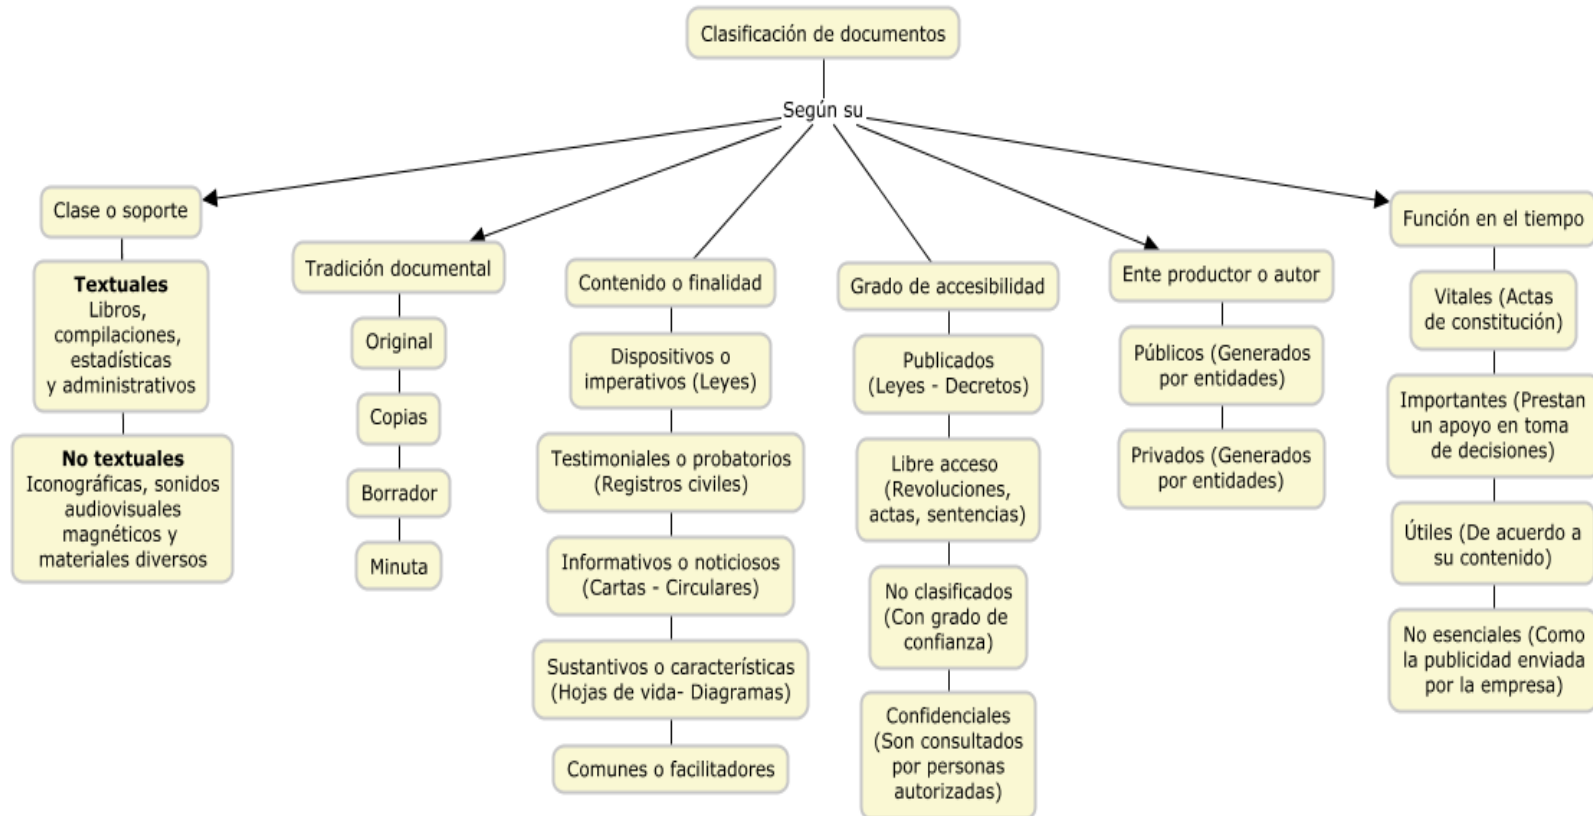 Clasificación de documentos
Según su
Clase o soporte
Textuales
Libros,
compilaciones,
estadísticas
y administrativos
No textuales
Iconográficas, sonidos
audiovisuales
magnéticos y
materiales diversos
Tradición documental
Original
Copias
Borrador
Minuta
Contenido o finalidad
Dispositivos o
imperativos (Leyes)
Testimoniales o probatorios
(Registros civiles)
Informativos o noticiosos
(Cartas - Circulares)
Sustantivos o características
(Hojas de vida- Diagramas)
Comunes o facilitadores
Grado de accesibilidad
Publicados
(Leyes - Decretos)
Libre acceso
(Revoluciones,
actas, sentencias)
No clasificados
(Con grado de
confianza)
Confidenciales
(Son consultados
por personas
autorizadas)
Ente productor o autor
Públicos (Generados
por entidades)
Privados (Generados
por entidades)
Función en el tiempo
Vitales (Actas
de constitución)
Importantes (Prestan
un apoyo en toma
de decisiones)
Útiles (De acuerdo a
su contenido)
No esenciales (Como
la publicidad enviada
por la empresa)